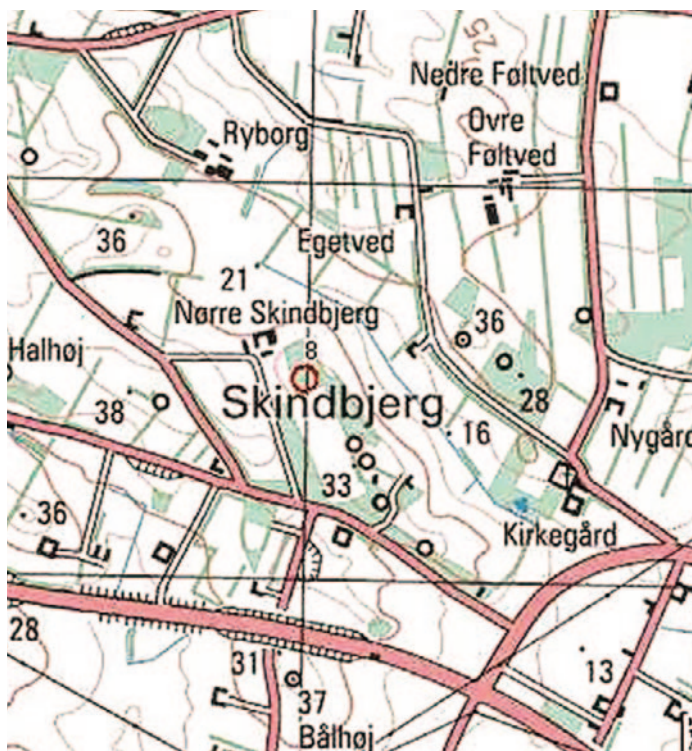 25
Nedre Føltved
Ryborg
Øvre
Føltved
36
Egetved
21
Nørre Skindbjerg
36
8
Halhøj
Skindbjerg
28
38
16
Nygård
33
36
Kirkegård
28
31
13
37
Bålhøj